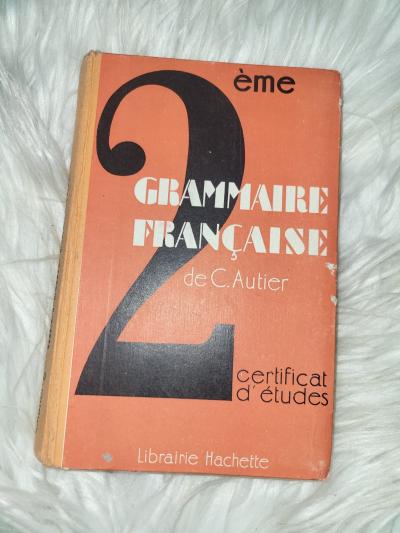 2ème
GRAMMAIRE
FRANÇAISE
de C. Autier
certificat
d'études
Librairie Hachette